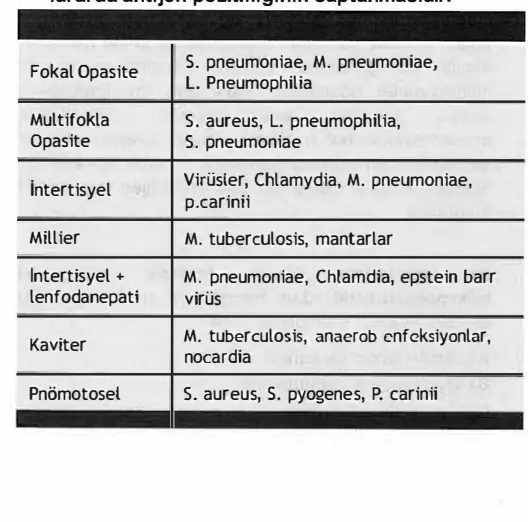 Fokal Opasite
S. pneumoniae, M. pneumoniae,
L. Pneumophilia
Multifokla
Opasite
S. aureus, L. pneumophilia,
S. pneumoniae
İntertisyel
Virüsler, Chlamydia, M. pneumoniae,
p.carinii
Millier
M. tuberculosis, mantarlar
İntertisyel +
lenfodanepati
M. pneumoniae, Chlamdia, epstein barr
virüs
Kaviter
M. tuberculosis, anaerob enfeksiyonlar,
nocardia
Pnömotosel
S. aureus, S. pyogenes, P. carinii